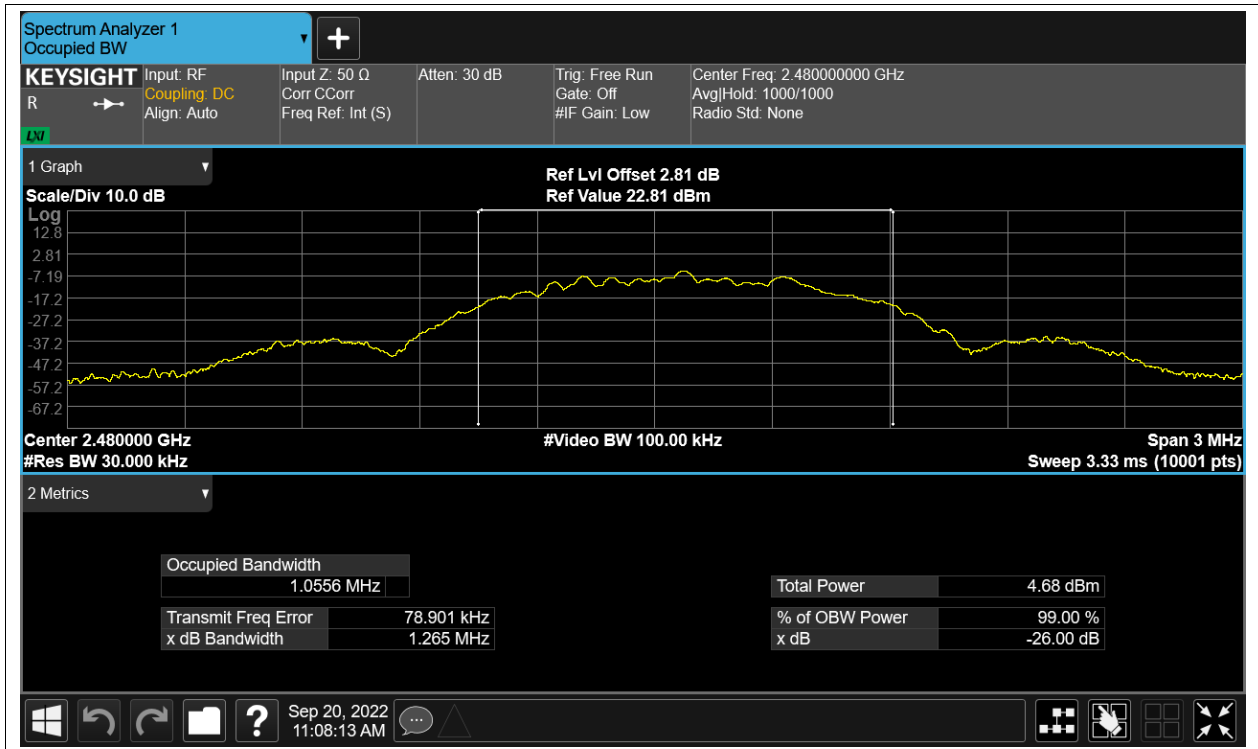 Spectrum Analyzer 1
Occupied BW
+
KEYSIGHT
R
LXI
Input: RF
Coupling: DC
Align: Auto
Input Z: 50 Ω
Corr CCorr
Freq Ref: Int (S)
Atten: 30 dB
Trig: Free Run
Gate: Off
#IF Gain: Low
Center Freq: 2.480000000 GHz
Avg|Hold: 1000/1000
Radio Std: None
1 Graph
Scale/Div 10.0 dB
Ref Lvl Offset 2.81 dB
Ref Value 22.81 dBm
Log
12.8
2.81
-7.19
-17.2
-27.2
-37.2
-47.2
-57.2
-67.2
Center 2.480000 GHz
#Res BW 30.000 kHz
#Video BW 100.00 kHz
Span 3 MHz
Sweep 3.33 ms (10001 pts)
2 Metrics
Occupied Bandwidth
1.0556 MHz
Transmit Freq Error 78.901 kHz
x dB Bandwidth 1.265 MHz
Total Power 4.68 dBm
% of OBW Power 99.00 %
x dB -26.00 dB
?
Sep 20, 2022
11:08:13 AM